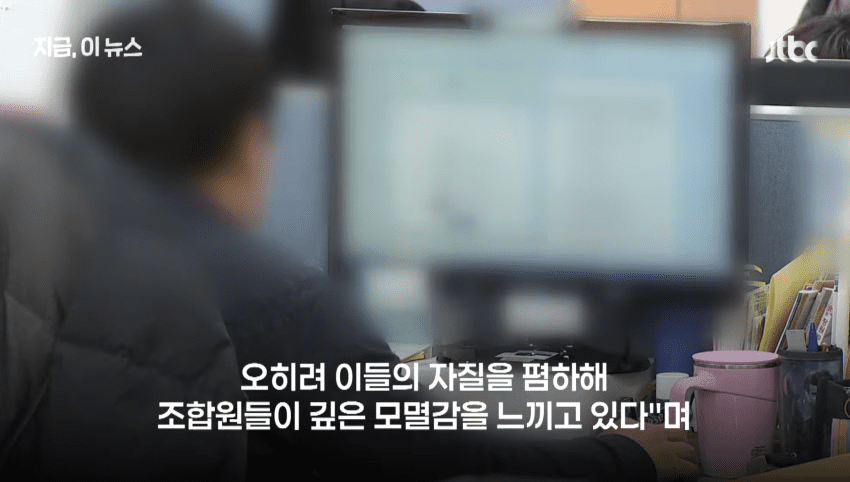 지금, 이 뉴스
jtbc
오히려 이들의 자질을 폄하해
조합원들이 깊은 모멸감을 느끼고 있다"며